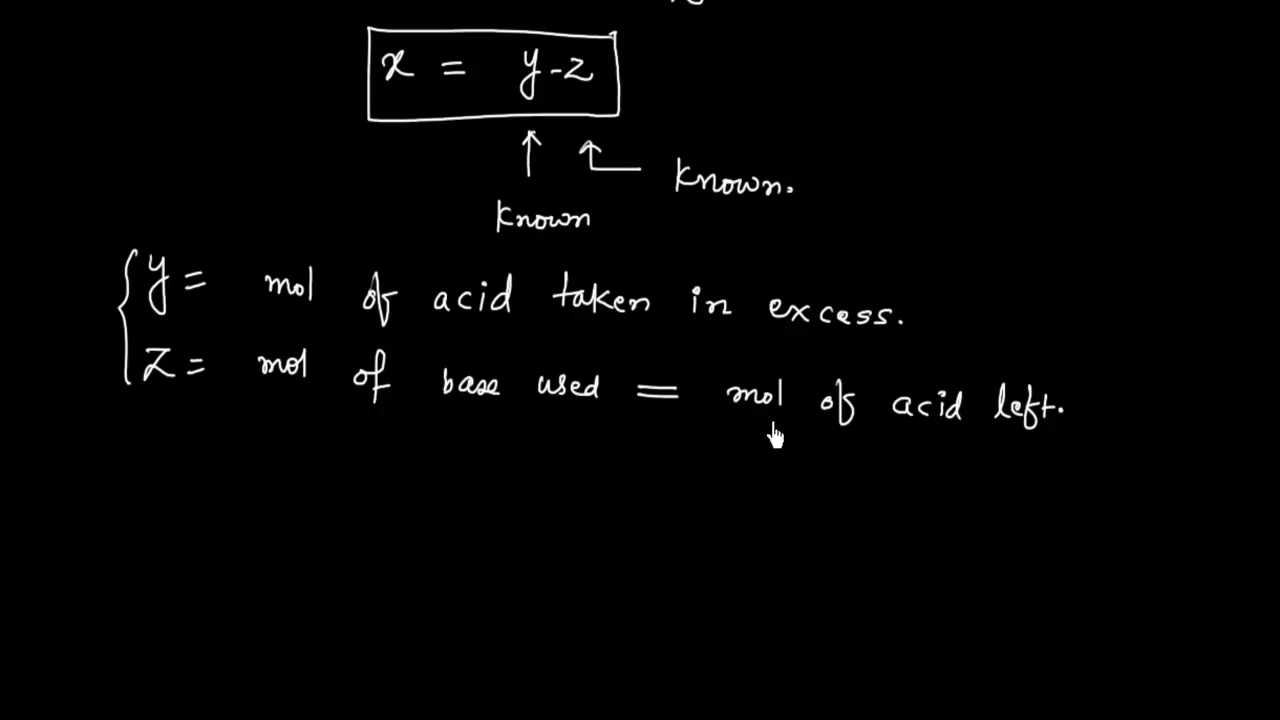 x = y-z
Known.
Known
y = mol of acid taken in excess.
Z = mol of base used = mol of acid left.